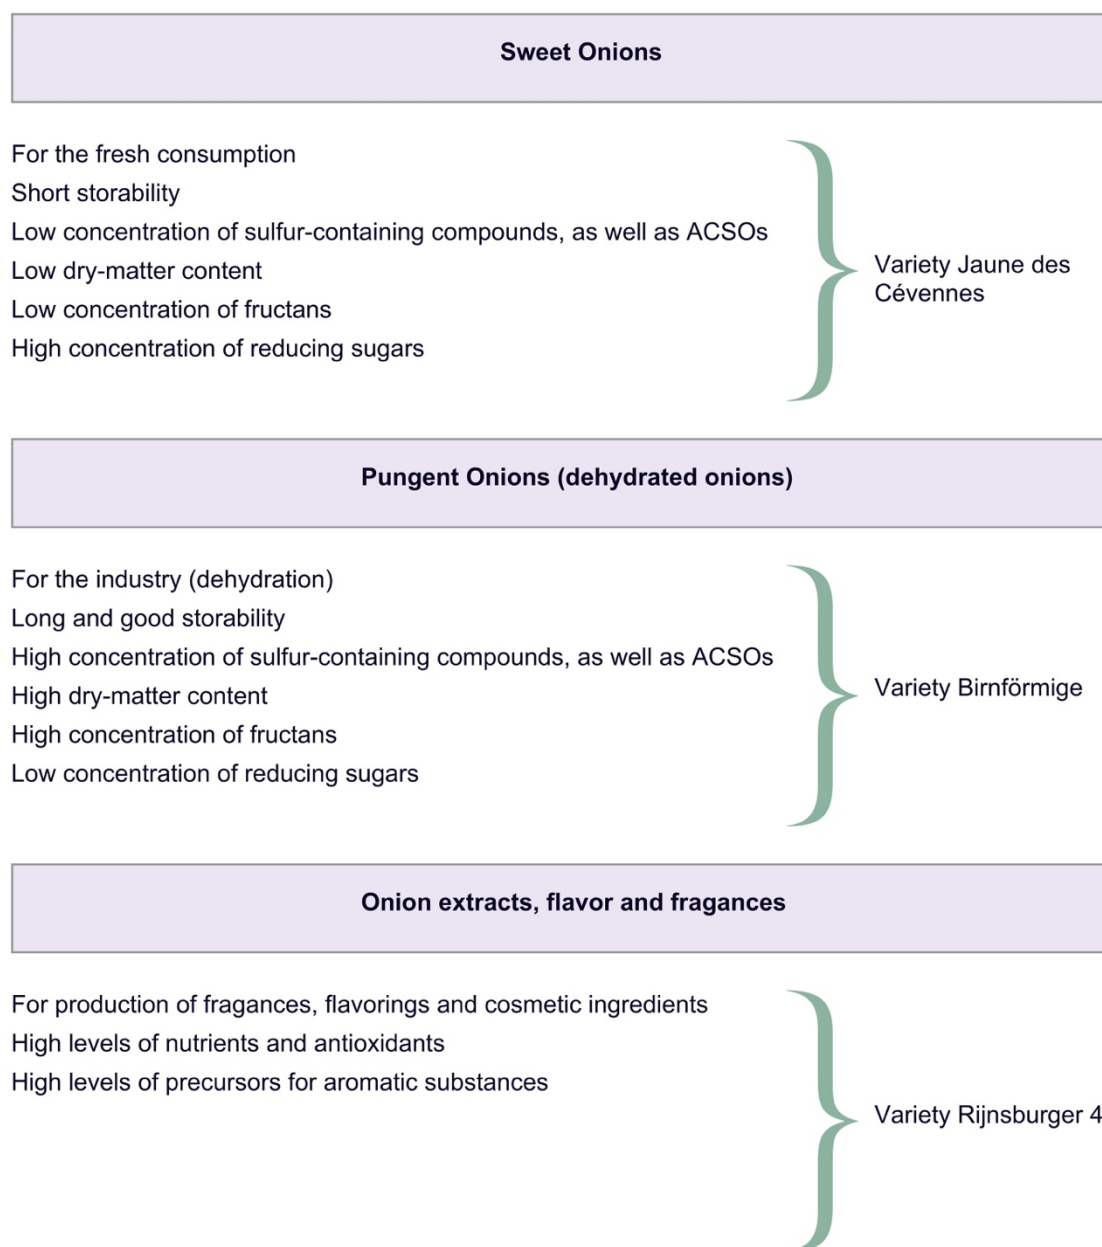 Sweet Onions
For the fresh consumption
Short storability
Low concentration of sulfur-containing compounds, as well as ACSOs
Low dry-matter content
Low concentration of fructans
High concentration of reducing sugars
Variety Jaune des
Cévennes
Pungent Onions (dehydrated onions)
For the industry (dehydration)
Long and good storability
High concentration of sulfur-containing compounds, as well as ACSOs
High dry-matter content
High concentration of fructans
Low concentration of reducing sugars
Variety Birnförmige
Onion extracts, flavor and fragances
For production of fragances, flavorings and cosmetic ingredients
High levels of nutrients and antioxidants
High levels of precursors for aromatic substances
Variety Rijnsburger 4